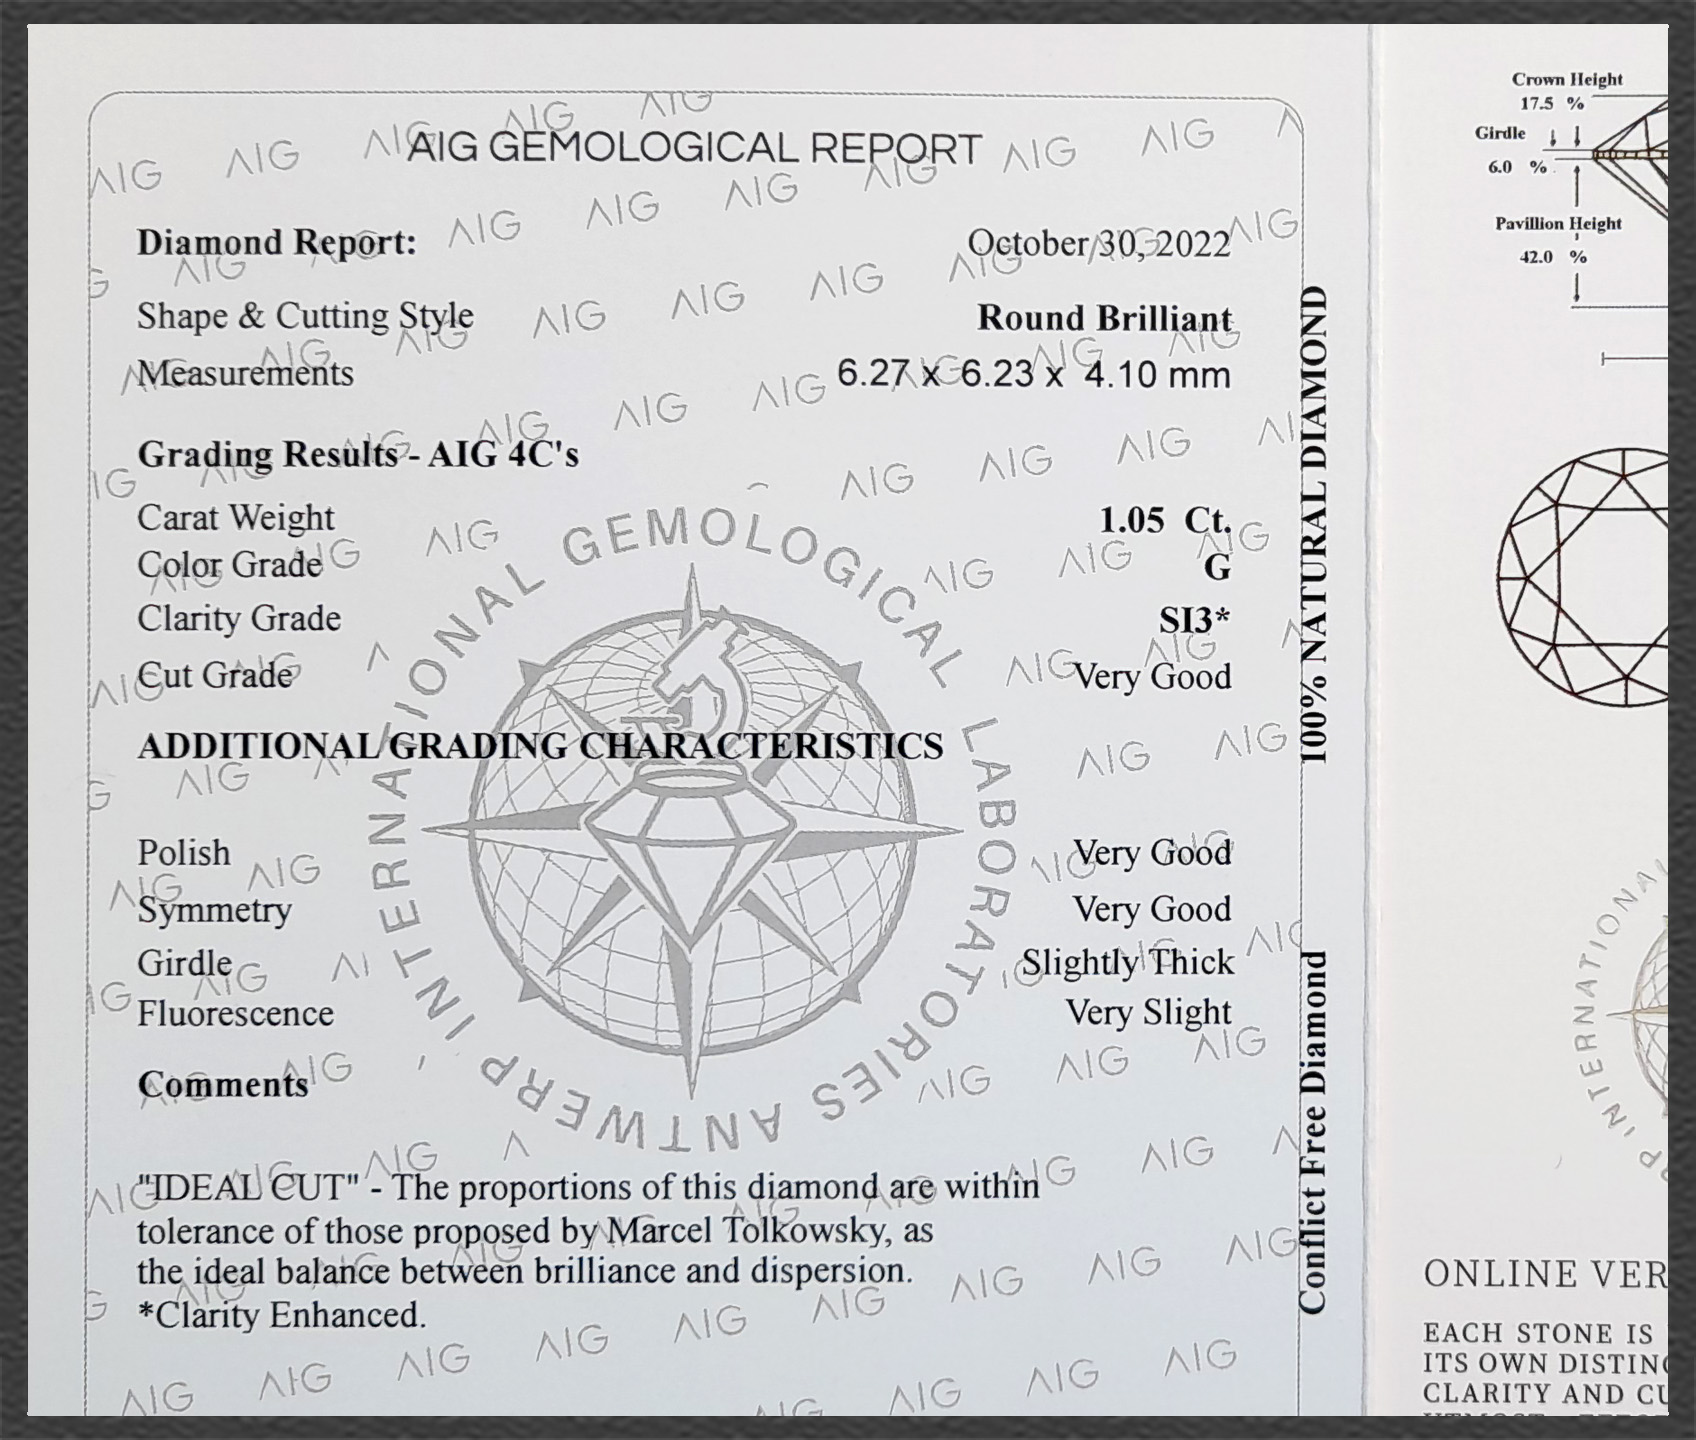 AIG GEMOLOGICAL REPORT
Diamond Report: October 30, 2022
Shape & Cutting Style Round Brilliant
Measurements 6.27 x 6.23 x 4.10 mm
Grading Results - AIG 4C's
Carat Weight 1.05 Ct.
Color Grade G
Clarity Grade SI3*
Cut Grade Very Good
ADDITIONAL GRADING CHARACTERISTICS
Polish Very Good
Symmetry Very Good
Girdle Slightly Thick
Fluorescence Very Slight
Comments
"IDEAL CUT" - The proportions of this diamond are within
tolerance of those proposed by Marcel Tolkowsky, as
the ideal balance between brilliance and dispersion.
*Clarity Enhanced.
ANTWERP INTERNATIONAL GEMOLOGICAL LABORATORIES
100% NATURAL DIAMOND
Conflict Free Diamond
Crown Height
17.5 %
Girdle
6.0 %
Pavillion Height
42.0 %
INTERNATIONAL
ONLINE VER
EACH STONE IS
ITS OWN DISTINC
CLARITY AND CU